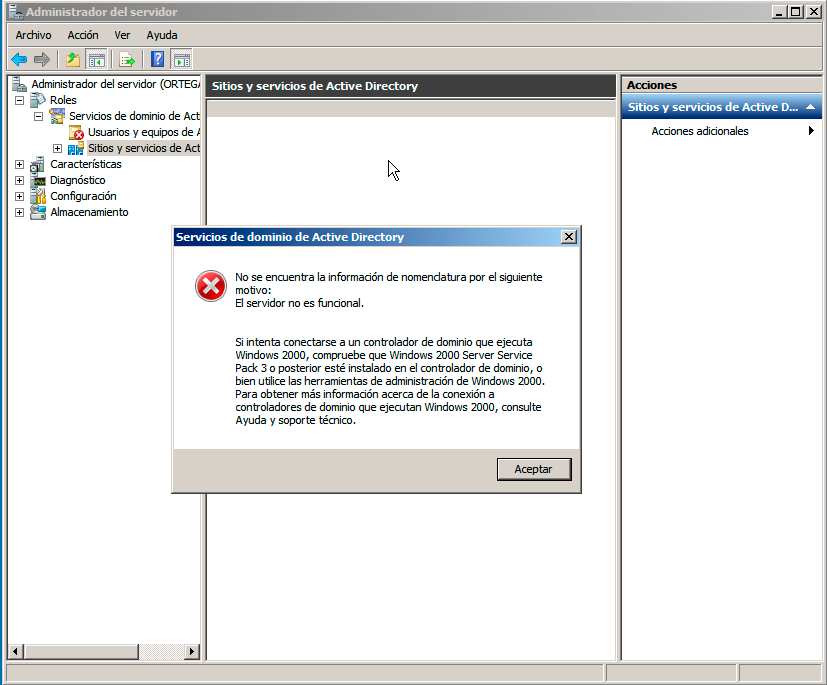 Administrador del servidor
Archivo Acción Ver Ayuda
Administrador del servidor (ORTEGA
Roles
Servicios de dominio de Act
Usuarios y equipos de A
Sitios y servicios de Act
Características
Diagnóstico
Configuración
Almacenamiento
Sitios y servicios de Active Directory
Acciones
Sitios y servicios de Active D...
Acciones adicionales
Servicios de dominio de Active Directory
No se encuentra la información de nomenclatura por el siguiente
motivo:
El servidor no es funcional.
Si intenta conectarse a un controlador de dominio que ejecuta
Windows 2000, compruebe que Windows 2000 Server Service
Pack 3 o posterior esté instalado en el controlador de dominio, o
bien utilice las herramientas de administración de Windows 2000.
Para obtener más información acerca de la conexión a
controladores de dominio que ejecutan Windows 2000, consulte
Ayuda y soporte técnico.
Aceptar